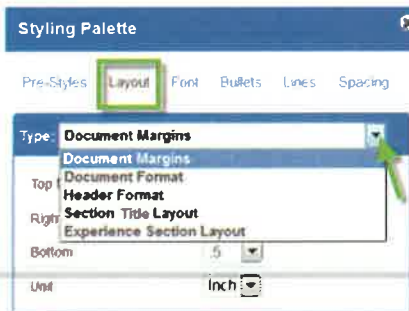 Styling Palette
Pre-Styles Layout Font Bullets Lines Spacing
Type: Document Margins
Document Margins
Top Document Format
Header Format
Right Section Title Layout
Experience Section Layout
Bottom .5
Unit Inch